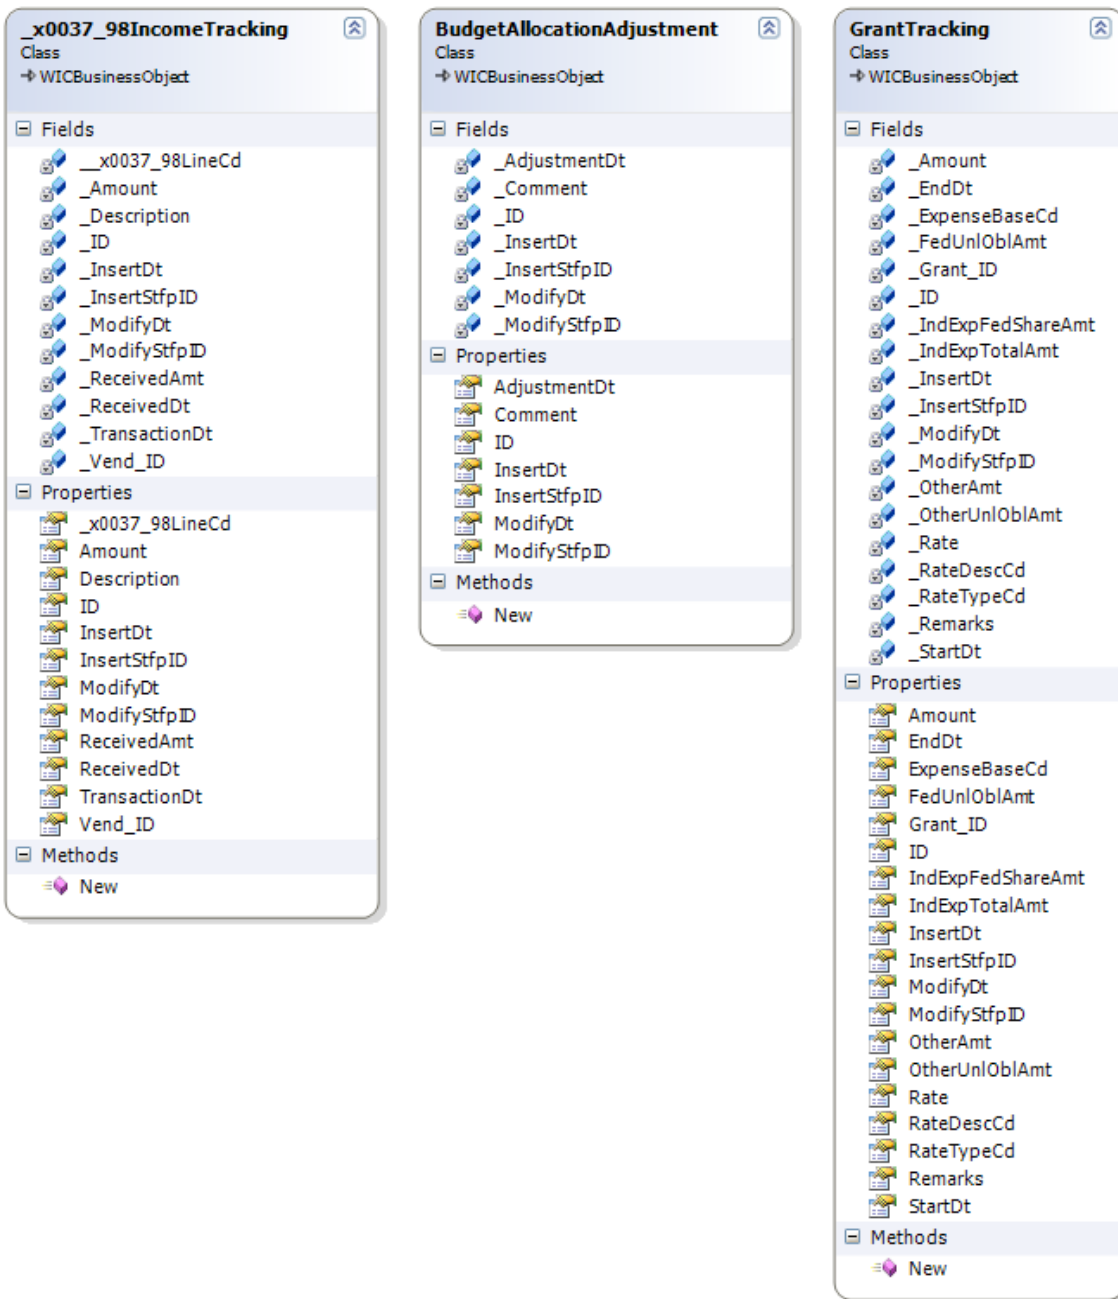 _x0037_98IncomeTracking
Class
WICBusinessObject
Fields
__x0037_98LineCd
_Amount
_Description
_ID
_InsertDt
_InsertStfpID
_ModifyDt
_ModifyStfpID
_ReceivedAmt
_ReceivedDt
_TransactionDt
_Vend_ID
Properties
_x0037_98LineCd
Amount
Description
ID
InsertDt
InsertStfpID
ModifyDt
ModifyStfpID
ReceivedAmt
ReceivedDt
TransactionDt
Vend_ID
Methods
New
BudgetAllocationAdjustment
Class
WICBusinessObject
Fields
_AdjustmentDt
_Comment
_ID
_InsertDt
_InsertStfpID
_ModifyDt
_ModifyStfpID
Properties
AdjustmentDt
Comment
ID
InsertDt
InsertStfpID
ModifyDt
ModifyStfpID
Methods
New
GrantTracking
Class
WICBusinessObject
Fields
_Amount
_EndDt
_ExpenseBaseCd
_FedUnlOblAmt
_Grant_ID
_ID
_IndExpFedShareAmt
_IndExpTotalAmt
_InsertDt
_InsertStfpID
_ModifyDt
_ModifyStfpID
_OtherAmt
_OtherUnlOblAmt
_Rate
_RateDescCd
_RateTypeCd
_Remarks
_StartDt
Properties
Amount
EndDt
ExpenseBaseCd
FedUnlOblAmt
Grant_ID
ID
IndExpFedShareAmt
IndExpTotalAmt
InsertDt
InsertStfpID
ModifyDt
ModifyStfpID
OtherAmt
OtherUnlOblAmt
Rate
RateDescCd
RateTypeCd
Remarks
StartDt
Methods
New